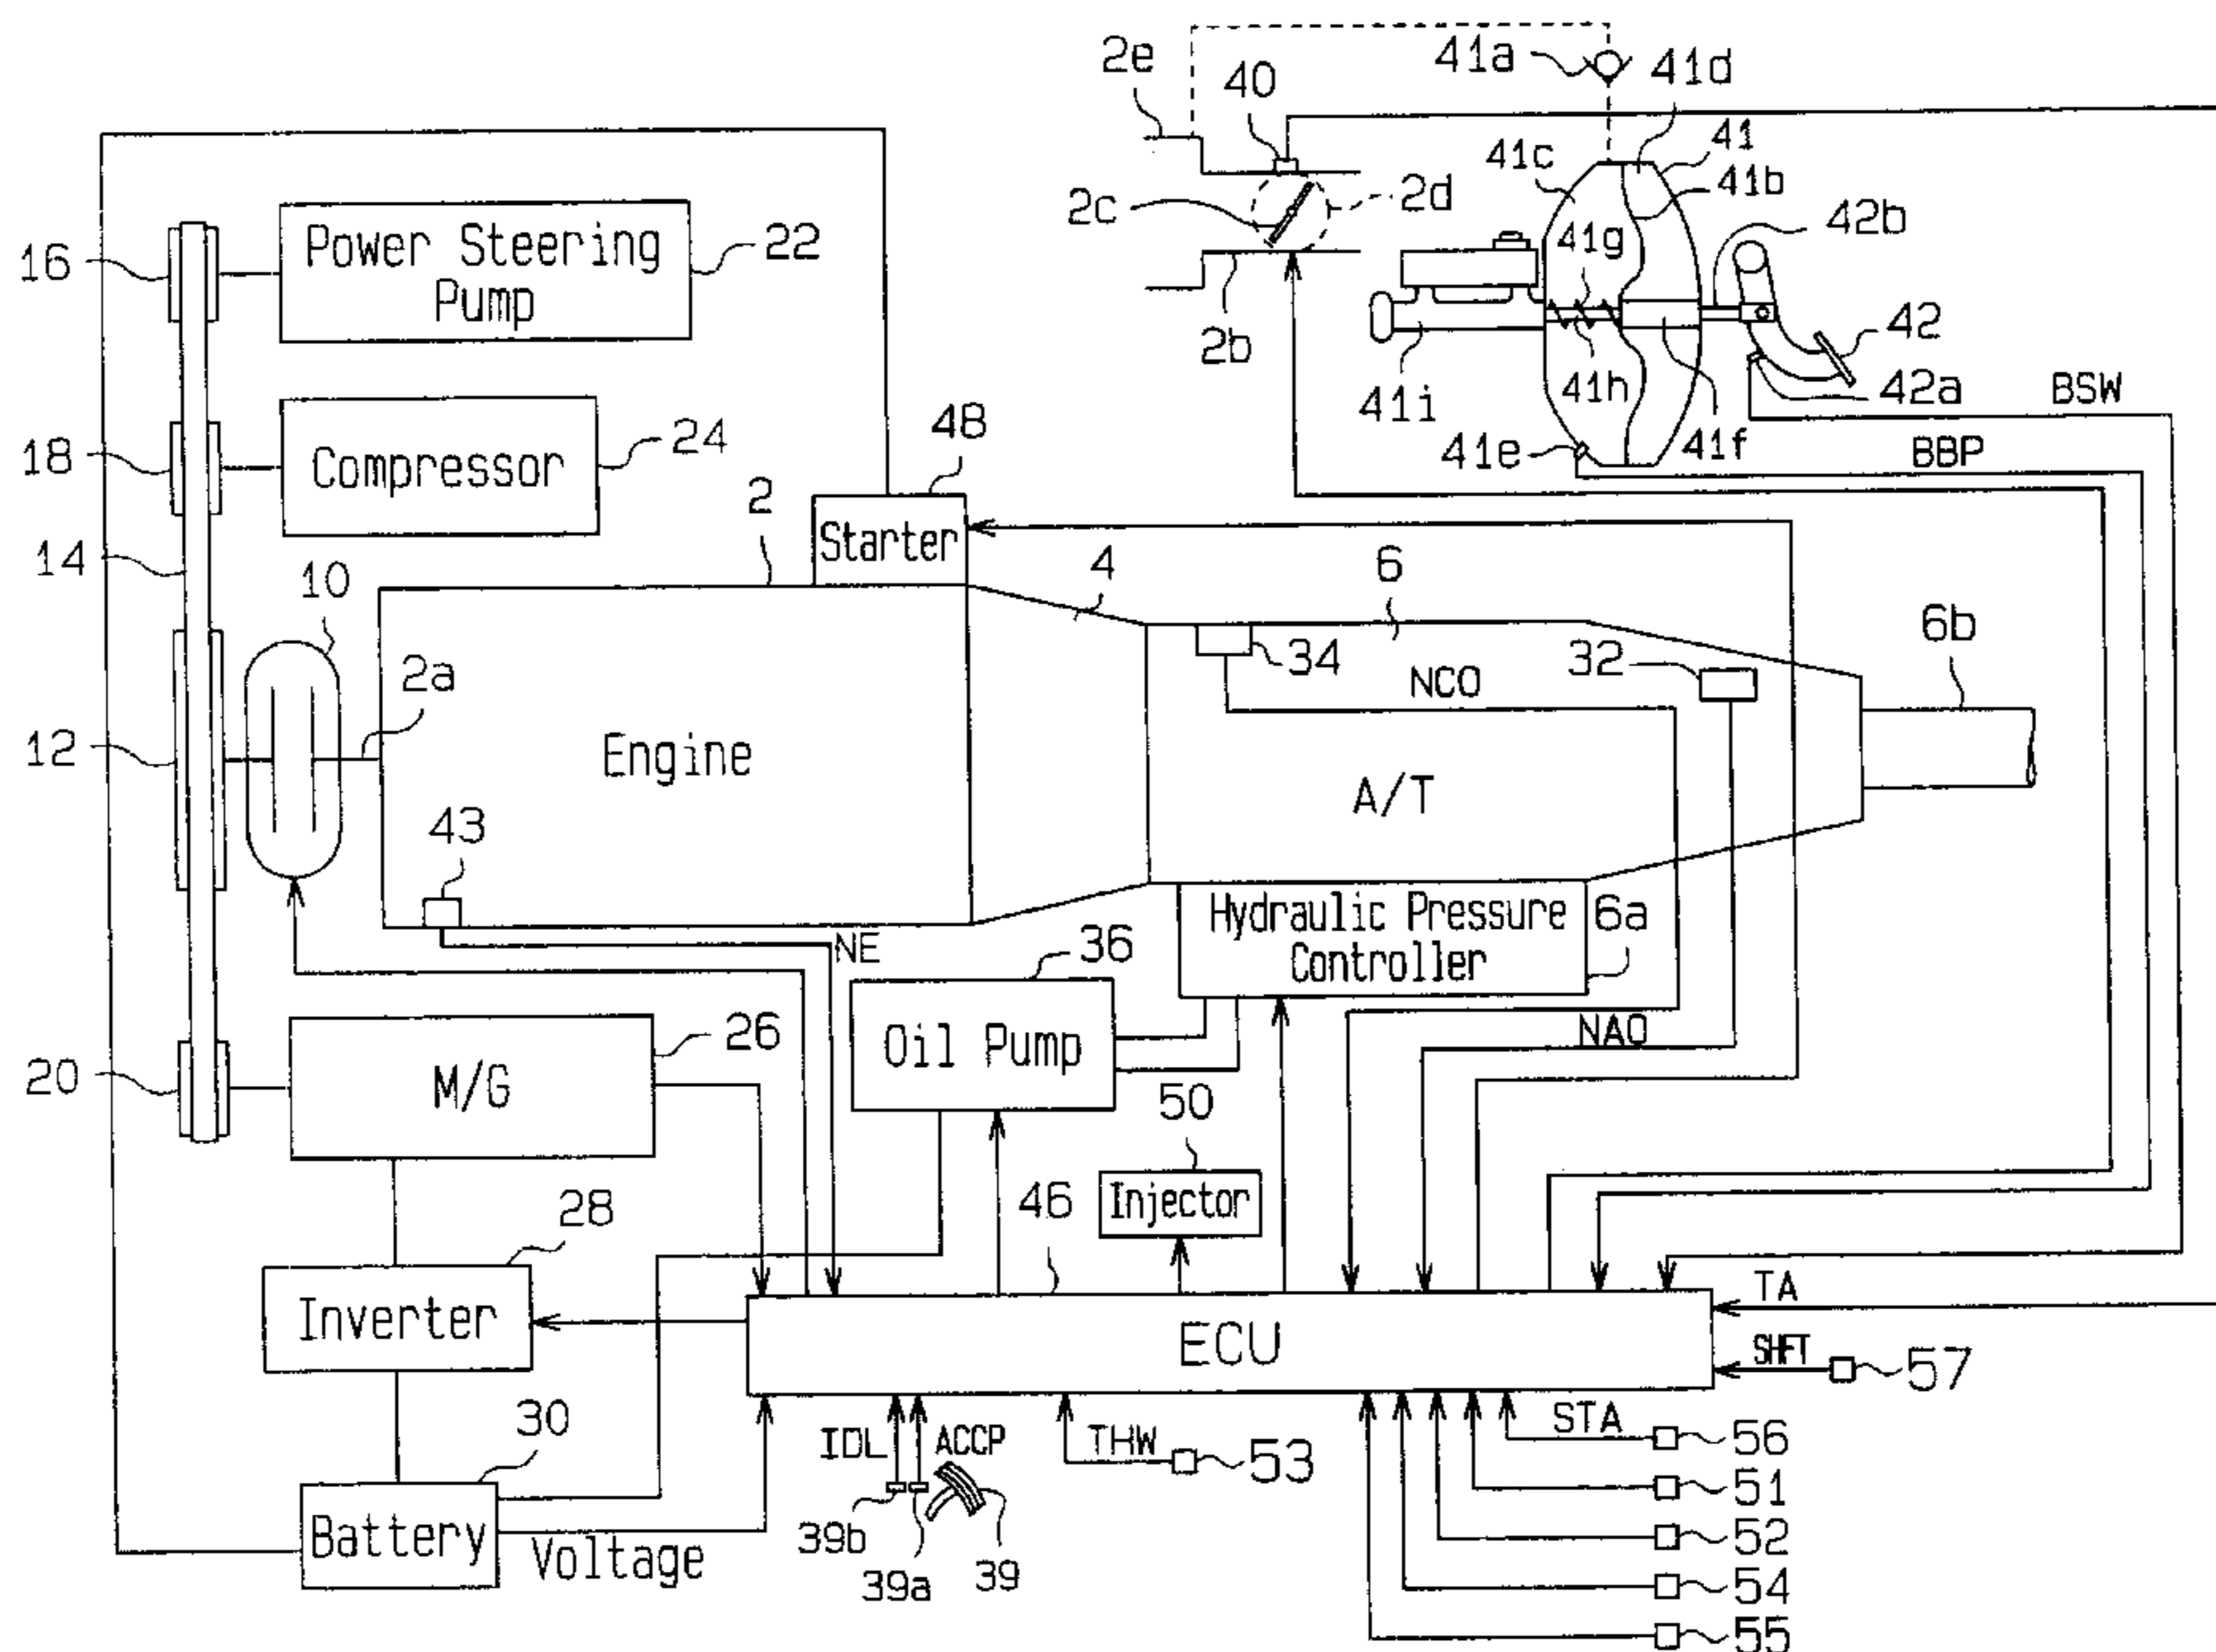 2e
41a
41d
40
41c
41
41b
2c
2d
42b
16
Power Steering
Pump
22
41g
42
2b
41h
41i
42a
BSW
18
Compressor
24
48
41e
41f
BBP
2
14
Starter
4
6
10
34
32
6b
2a
NCO
12
Engine
A/T
43
NE
36
Hydraulic Pressure
Controller
6a
26
Oil Pump
NAO
20
M/G
50
28
46
Injector
TA
Inverter
ECU
SHFT
57
30
IDL
ACCP
THW
53
STA
56
51
Battery
Voltage
39b
39a
39
52
54
55